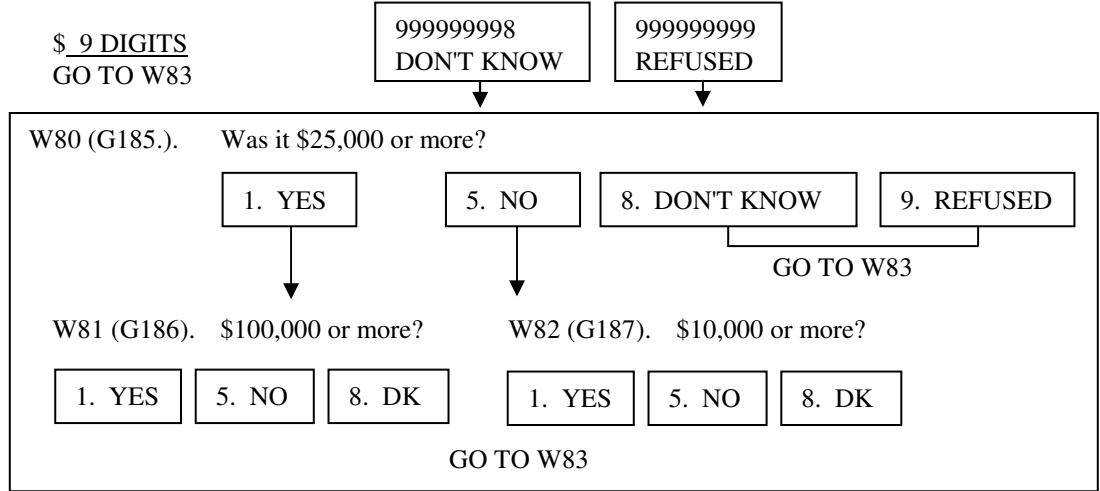 $ 9 DIGITS
GO TO W83
999999998
DON'T KNOW
999999999
REFUSED
W80 (G185.). Was it $25,000 or more?
1. YES
5. NO
8. DON'T KNOW
9. REFUSED
GO TO W83
W81 (G186). $100,000 or more?
W82 (G187). $10,000 or more?
1. YES
5. NO
8. DK
1. YES
5. NO
8. DK
GO TO W83